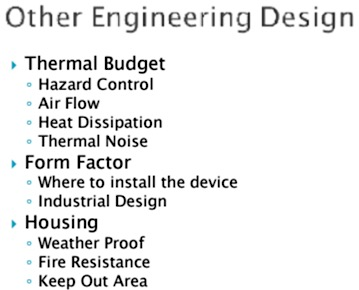 Other Engineering Design
Thermal Budget
Hazard Control
Air Flow
Heat Dissipation
Thermal Noise
Form Factor
Where to install the device
Industrial Design
Housing
Weather Proof
Fire Resistance
Keep Out Area